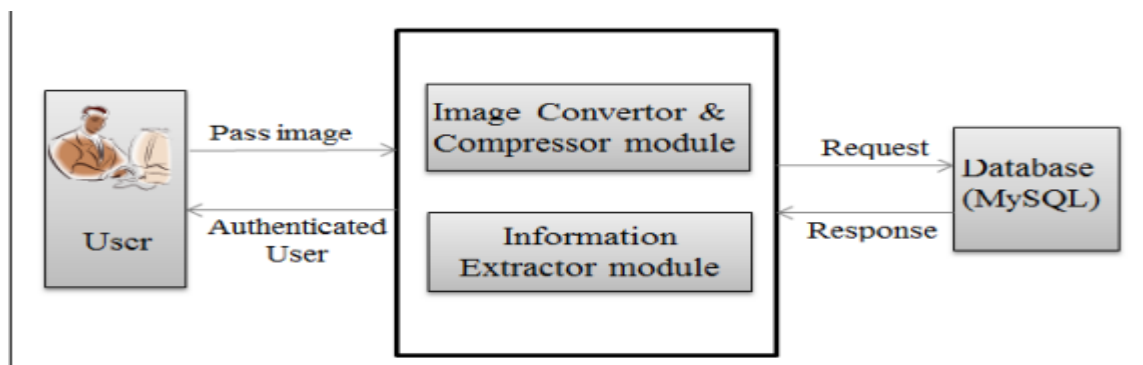 User
Pass image
Authenticated
User
Image Convertor &
Compressor module
Information
Extractor module
Request
Response
Database
(MySQL)